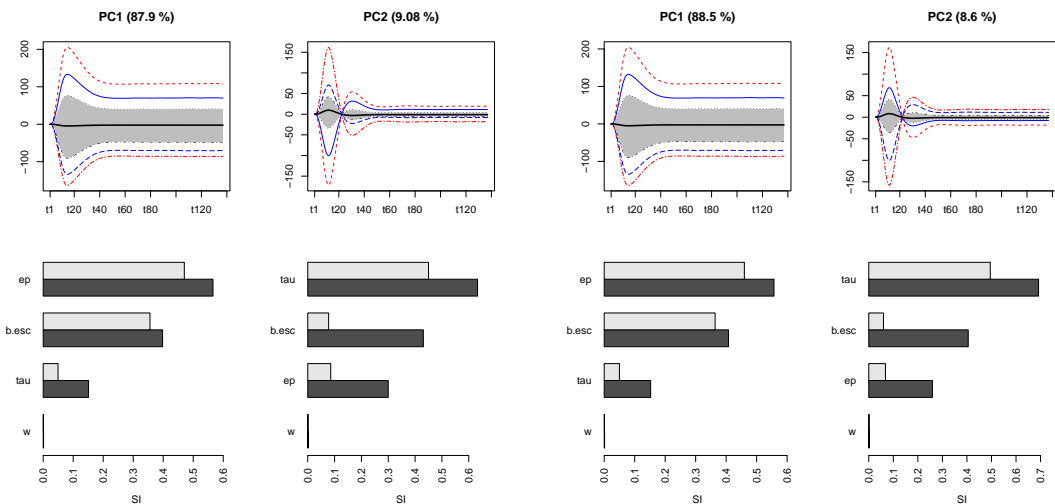 PC1 (87.9 %)
PC2 (9.08 %)
PC1 (88.5 %)
PC2 (8.6 %)
200
100
0
−100
t1 t20 t40 t60 t80 t120
150
50
0
−50
−150
t1 t20 t40 t60 t80 t120
200
100
0
−100
t1 t20 t40 t60 t80 t120
150
50
0
−50
−150
t1 t20 t40 t60 t80 t120
ep
b.esc
tau
w
0.0 0.1 0.2 0.3 0.4 0.5 0.6
SI
tau
b.esc
ep
w
0.0 0.1 0.2 0.3 0.4 0.5 0.6
SI
ep
b.esc
tau
w
0.0 0.1 0.2 0.3 0.4 0.5 0.6
SI
tau
b.esc
ep
w
0.0 0.1 0.2 0.3 0.4 0.5 0.6 0.7
SI